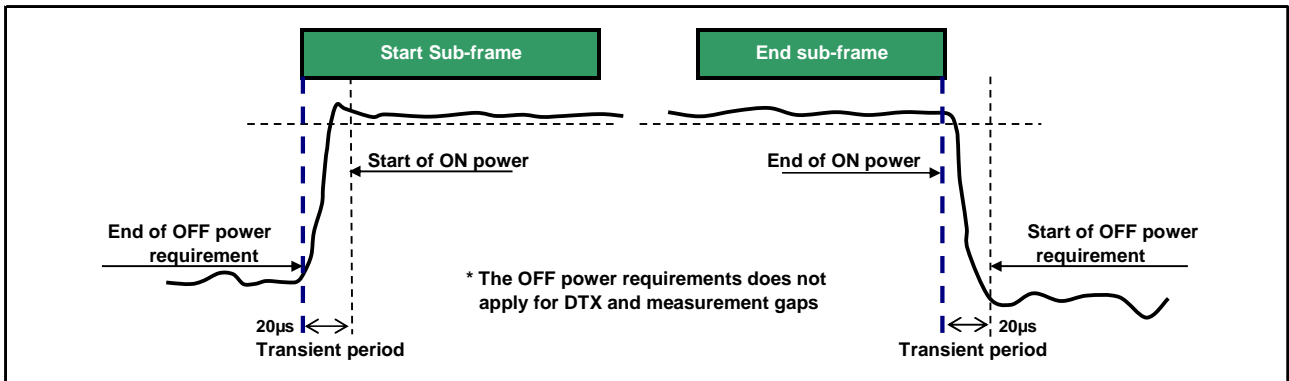 Start Sub-frame
End sub-frame
Start of ON power
End of ON power
End of OFF power
requirement
Start of OFF power
requirement
* The OFF power requirements does not
apply for DTX and measurement gaps
20µs
Transient period
20µs
Transient period